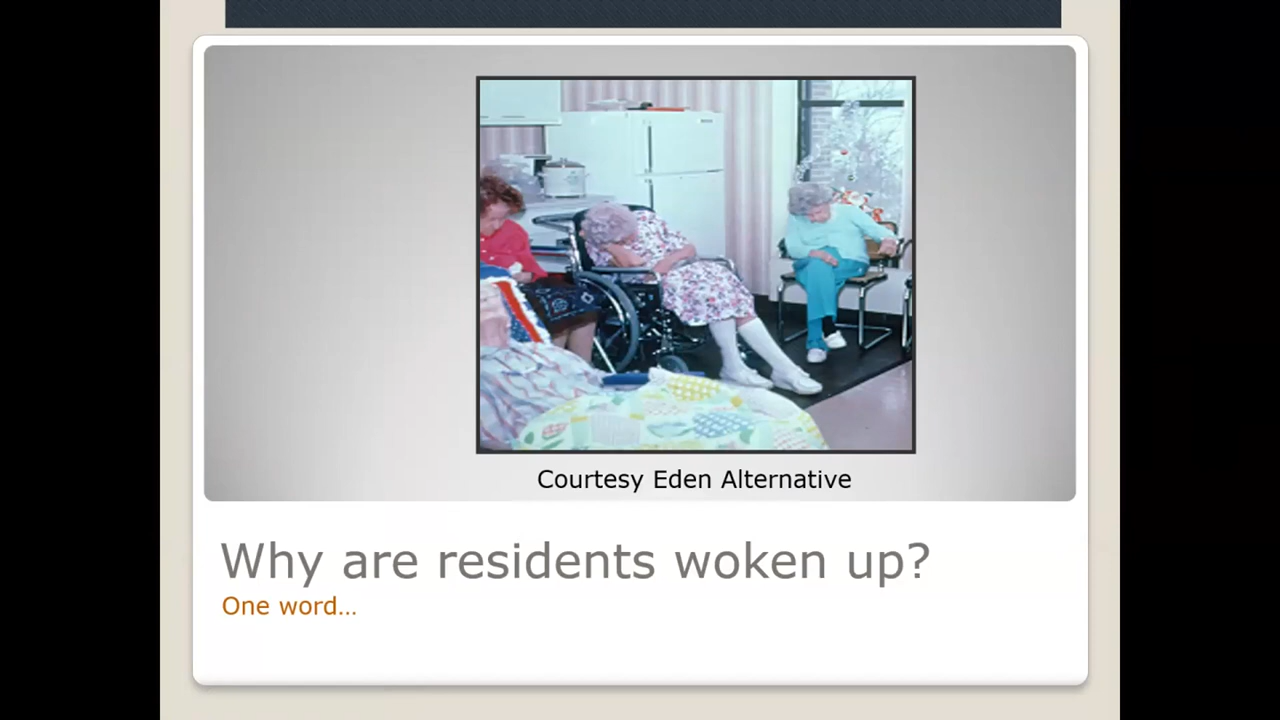 Courtesy Eden Alternative
Why are residents woken up?
One word…